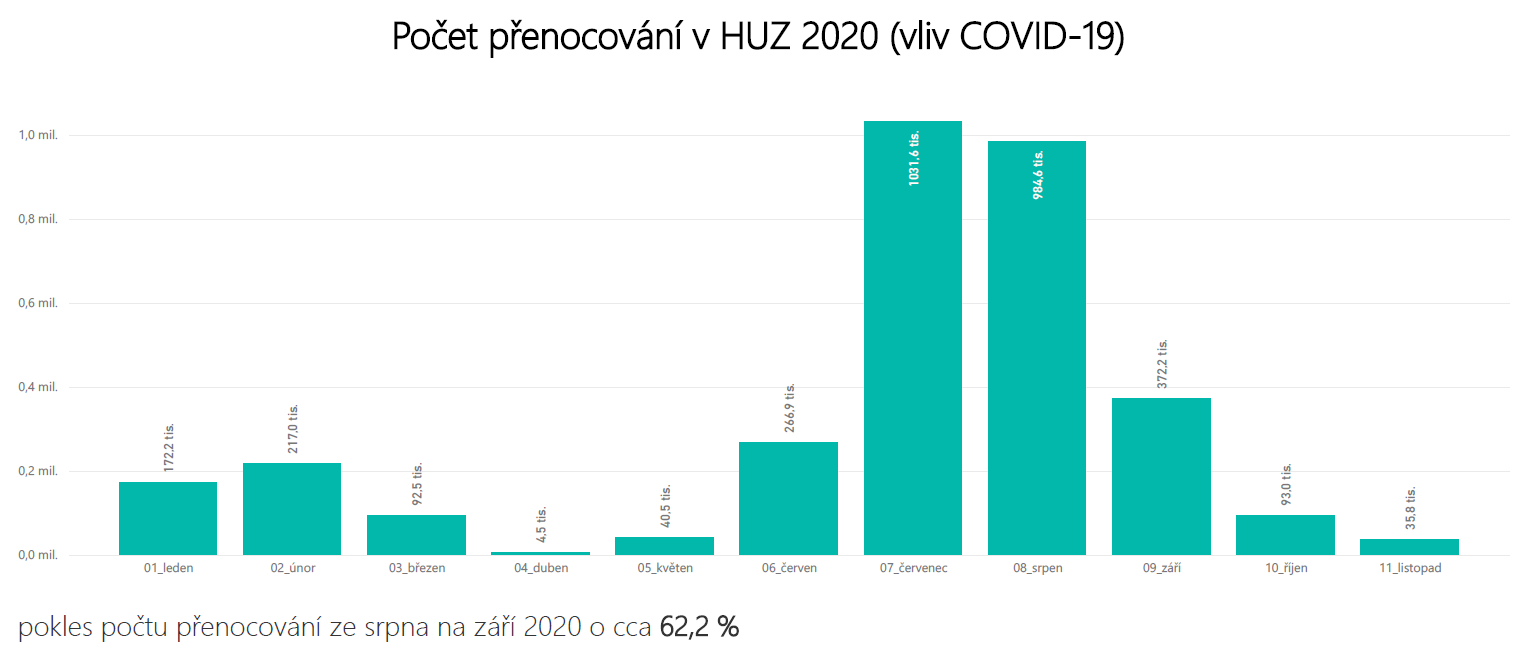 Počet přenocování v HUZ 2020 (vliv COVID-19)
1,0 mil.
0,8 mil.
0,6 mil.
0,4 mil.
0,2 mil.
0,0 mil.
172,2 tis.
217,0 tis.
92,5 tis.
4,5 tis.
40,5 tis.
266,9 tis.
1031,6 tis.
984,6 tis.
372,2 tis.
93,0 tis.
35,8 tis.
01_leden
02_únor
03_březen
04_duben
05_květen
06_červen
07_červenec
08_srpen
09_září
10_říjen
11_listopad
pokles počtu přenocování ze srpna na září 2020 o cca 62,2 %